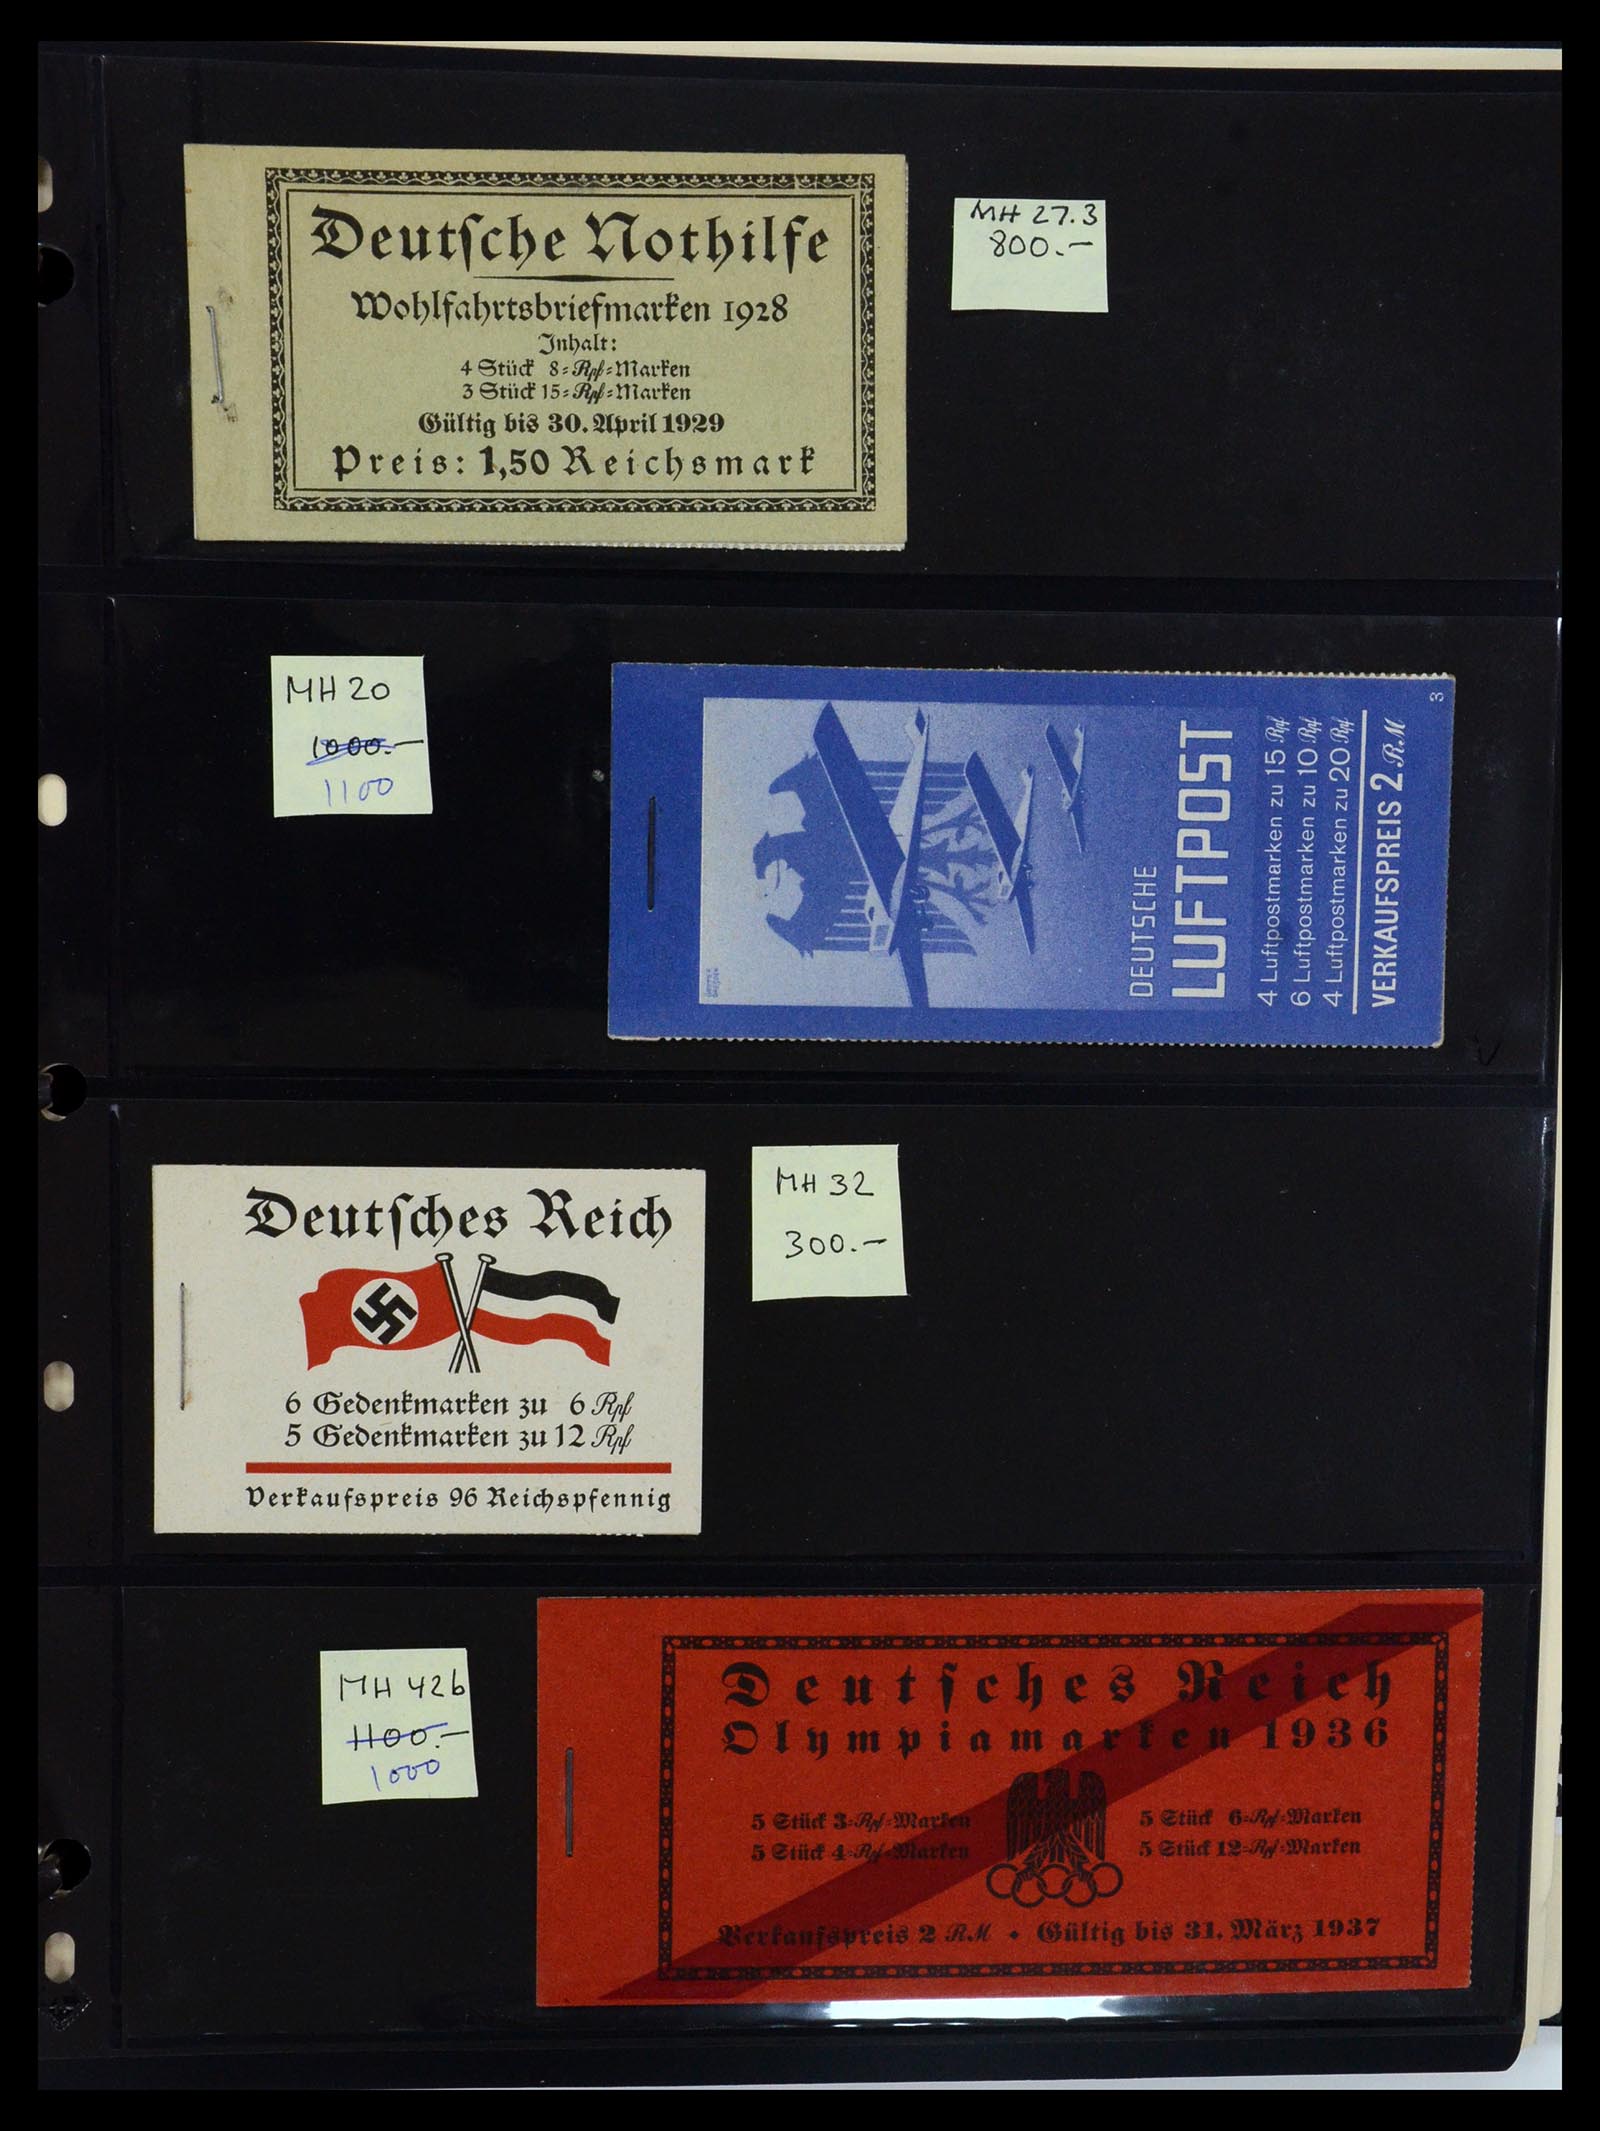 Deutsche Nothilfe
Wohlfahrtsbriefmarken 1928
Inhalt:
4 Stück 8=Rpf=Marken
3 Stück 15=Rpf=Marken
Gültig bis 30. April 1929
Preis: 1,50 Reichsmark
MH 27.3
800.-
MH 20
1000.-
1100
DEUTSCHE
LUFTPOST
4 Luftpostmarken zu 15 Rpf
6 Luftpostmarken zu 10 Rpf
4 Luftpostmarken zu 20 Rpf
VERKAUFSPREIS 2 RM
3
Deutsches Reich
6 Gedenkmarken zu 6 Rpf
5 Gedenkmarken zu 12 Rpf
Verkaufspreis 96 Reichspfennig
MH 32
300.-
MH 42b
1100.-
1000
Deutsches Reich
Olympiamarken 1936
5 Stück 3=Rpf=Marken
5 Stück 4=Rpf=Marken
5 Stück 6=Rpf=Marken
5 Stück 12=Rpf=Marken
Verkaufspreis 2 RM • Gültig bis 31. März 1937